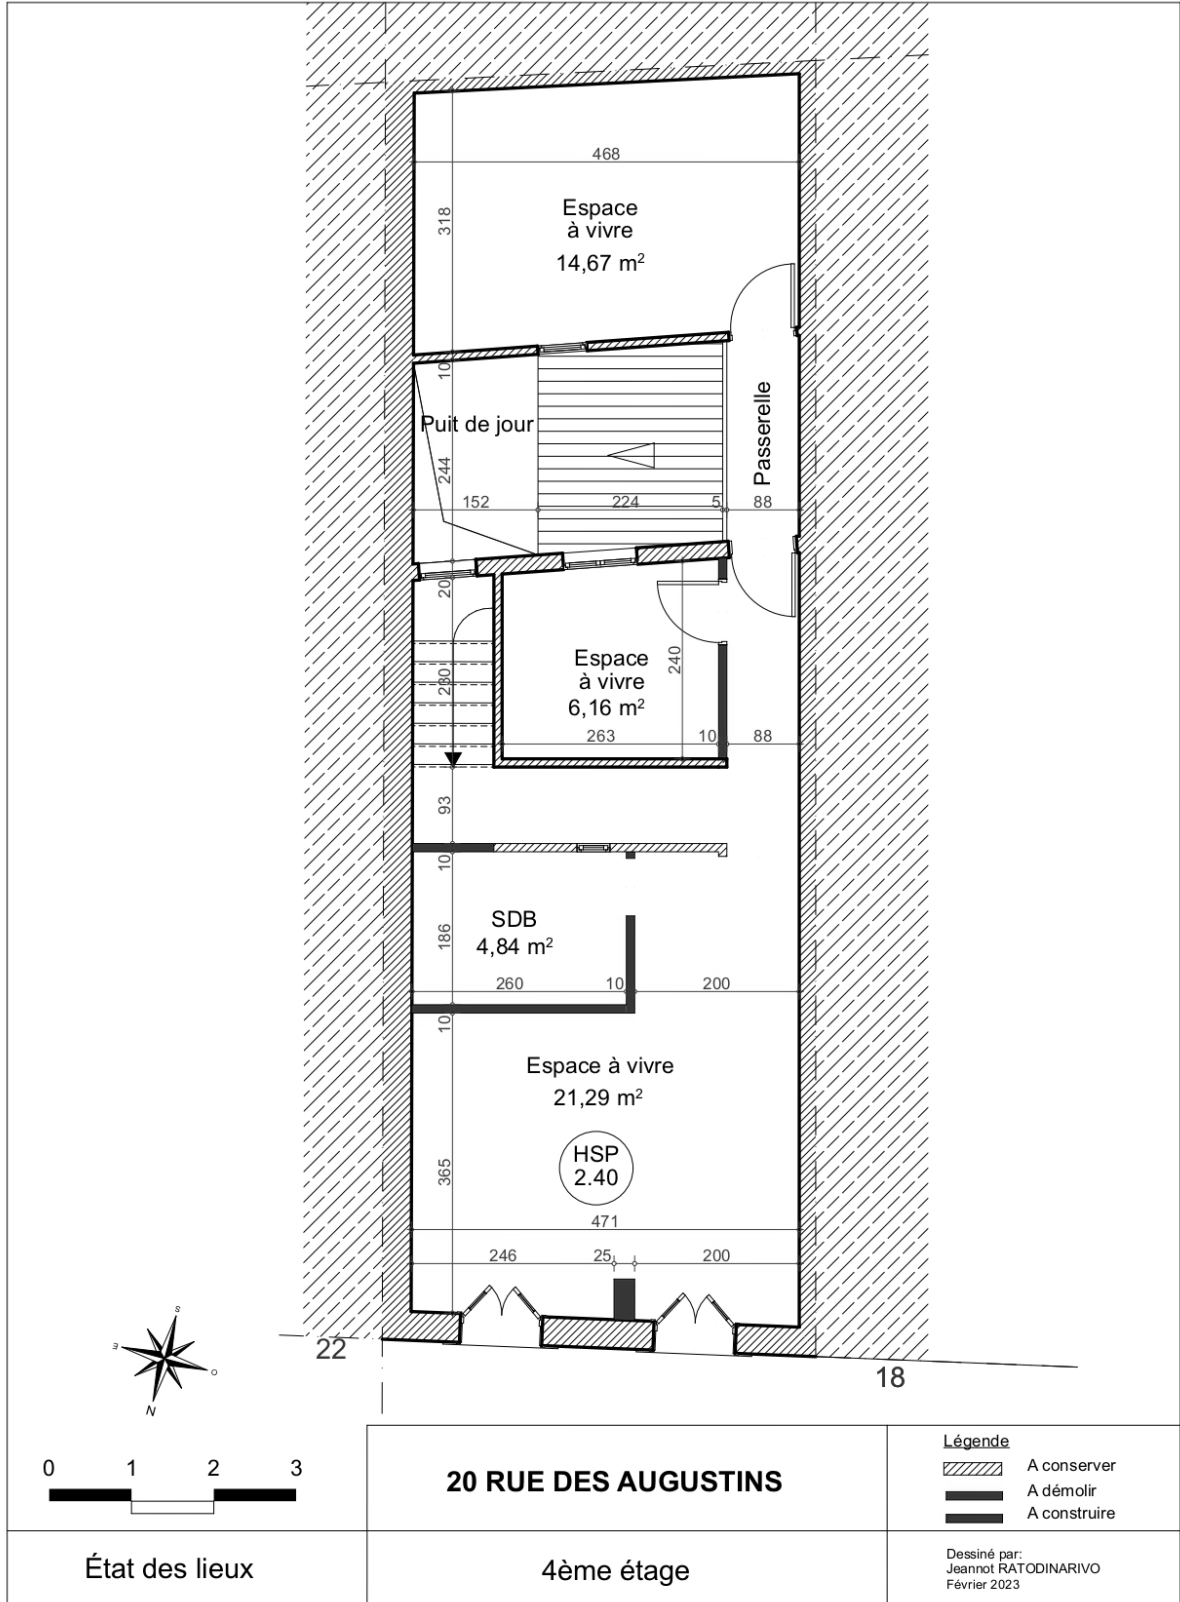 468
Espace
à vivre
14,67 m²
318
10
Puit de jour
Passerelle
244
152
224
5
88
20
230
Espace
à vivre
6,16 m²
240
263
10
88
93
10
SDB
4,84 m²
186
260
10
200
10
Espace à vivre
21,29 m²
HSP
2.40
365
471
246
25
200
S
E
O
N
22
18
0 1 2 3
20 RUE DES AUGUSTINS
Légende
A conserver
A démolir
A construire
État des lieux
4ème étage
Dessiné par:
Jeannot RATODINARIVO
Février 2023